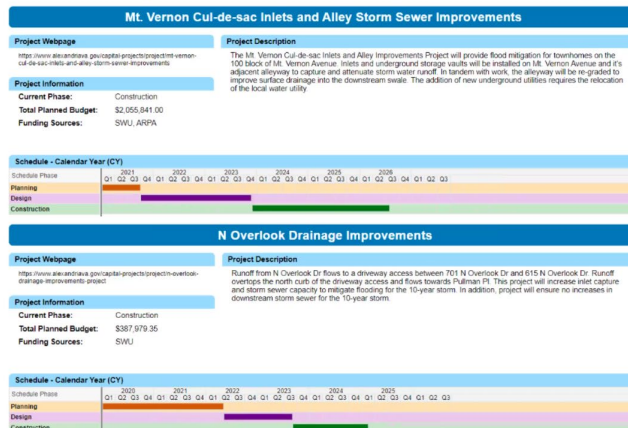 Mt. Vernon Cul-de-sac Inlets and Alley Storm Sewer Improvements
Project Webpage
https://www.alexandriava.gov/capital-projects/project/mt-vernon-
cul-de-sac-inlets-and-alley-storm-sewer-improvements
Project Description
The Mt. Vernon Cul-de-sac Inlets and Alley Improvements Project will provide flood mitigation for townhomes on the
100 block of Mt. Vernon Avenue. Inlets and underground storage vaults will be installed on Mt. Vernon Avenue and it's
adjacent alleyway to capture and attenuate storm water runoff. In tandem with work, the alleyway will be re-graded to
improve surface drainage into the downstream swale. The addition of new underground utilities requires the relocation
of the local water utility
Project Information
Current Phase: Construction
Total Planned Budget: $2,055,841.00
Funding Sources: SWU, ARPA
Schedule - Calendar Year (CY)
Schedule Phase
2021 2022 2023 2024 2025 2026
Q1 Q2 Q3 Q4 Q1 Q2 Q3 Q4 Q1 Q2 Q3 Q4 Q1 Q2 Q3 Q4 Q1 Q2 Q3 Q4 Q1 Q2 Q3 Q4 Q1 Q2 Q3
Planning
Design
Construction
N Overlook Drainage Improvements
Project Webpage
https://www.alexandriava.gov/capital-projects/project/n-overlook-
drainage-improvements-project
Project Description
Runoff from N Overlook Dr flows to a driveway access between 701 N Overlook Dr and 615 N Overlook Dr. Runoff
overtops the north curb of the driveway access and flows towards Pullman Pl. This project will increase inlet capture
and storm sewer capacity to mitigate flooding for the 10-year storm. In addition, project will ensure no increases in
downstream storm sewer for the 10-year storm.
Project Information
Current Phase: Construction
Total Planned Budget: $387,979.35
Funding Sources: SWU
Schedule - Calendar Year (CY)
Schedule Phase
2020 2021 2022 2023 2024 2025
Q1 Q2 Q3 Q4 Q1 Q2 Q3 Q4 Q1 Q2 Q3 Q4 Q1 Q2 Q3 Q4 Q1 Q2 Q3 Q4 Q1 Q2 Q3 Q4 Q1 Q2 Q3
Planning
Design
Construction